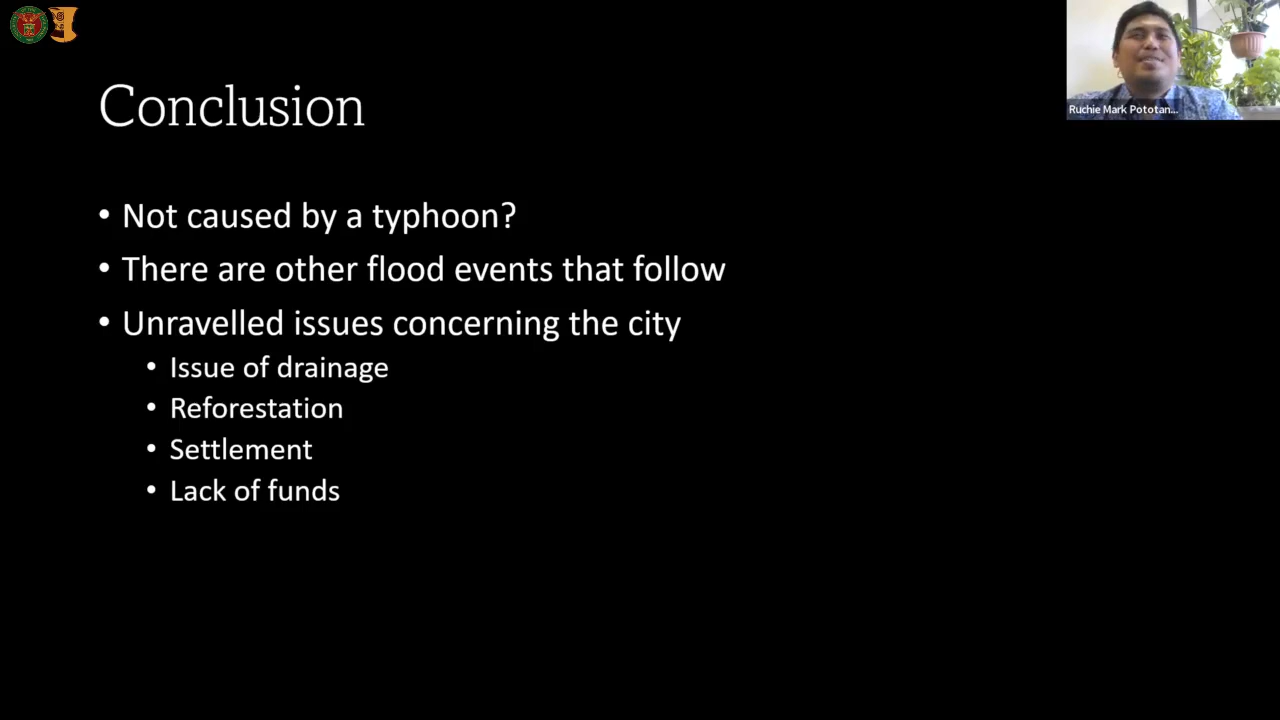 Conclusion
Ruchie Mark Pototan...
• Not caused by a typhoon?
• There are other flood events that follow
• Unravelled issues concerning the city
• Issue of drainage
• Reforestation
• Settlement
• Lack of funds